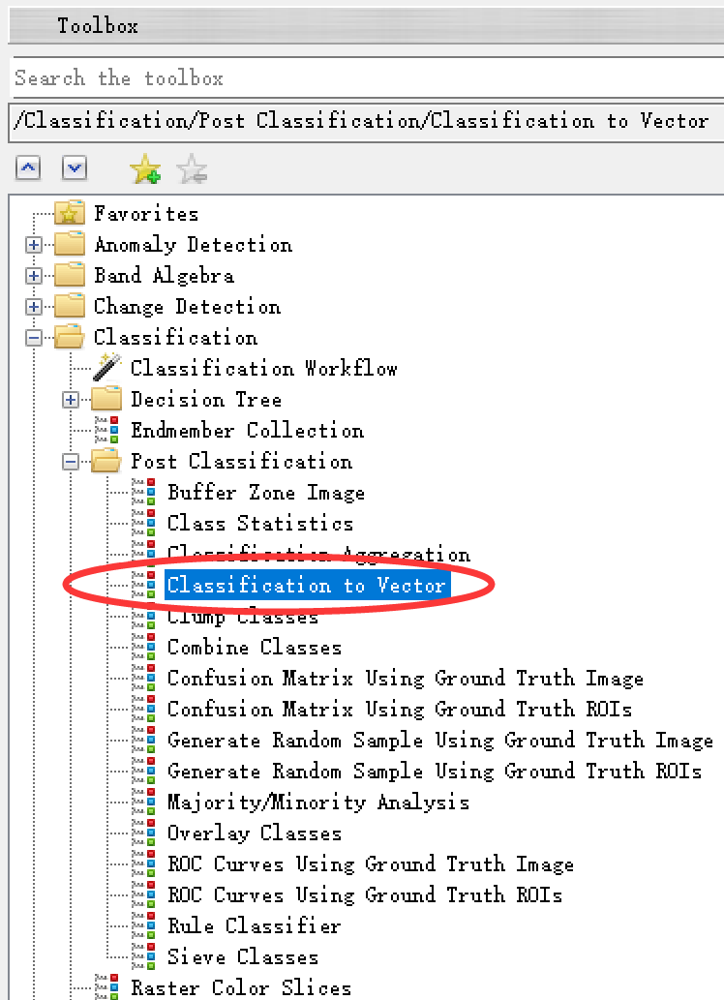 Toolbox
Search the toolbox
/Classification/Post Classification/Classification to Vector
Favorites
Anomaly Detection
Band Algebra
Change Detection
Classification
Classification Workflow
Decision Tree
Endmember Collection
Post Classification
Buffer Zone Image
Class Statistics
Classification Aggregation
Classification to Vector
Clump Classes
Combine Classes
Confusion Matrix Using Ground Truth Image
Confusion Matrix Using Ground Truth ROIs
Generate Random Sample Using Ground Truth Image
Generate Random Sample Using Ground Truth ROIs
Majority/Minority Analysis
Overlay Classes
ROC Curves Using Ground Truth Image
ROC Curves Using Ground Truth ROIs
Rule Classifier
Sieve Classes
Raster Color Slices